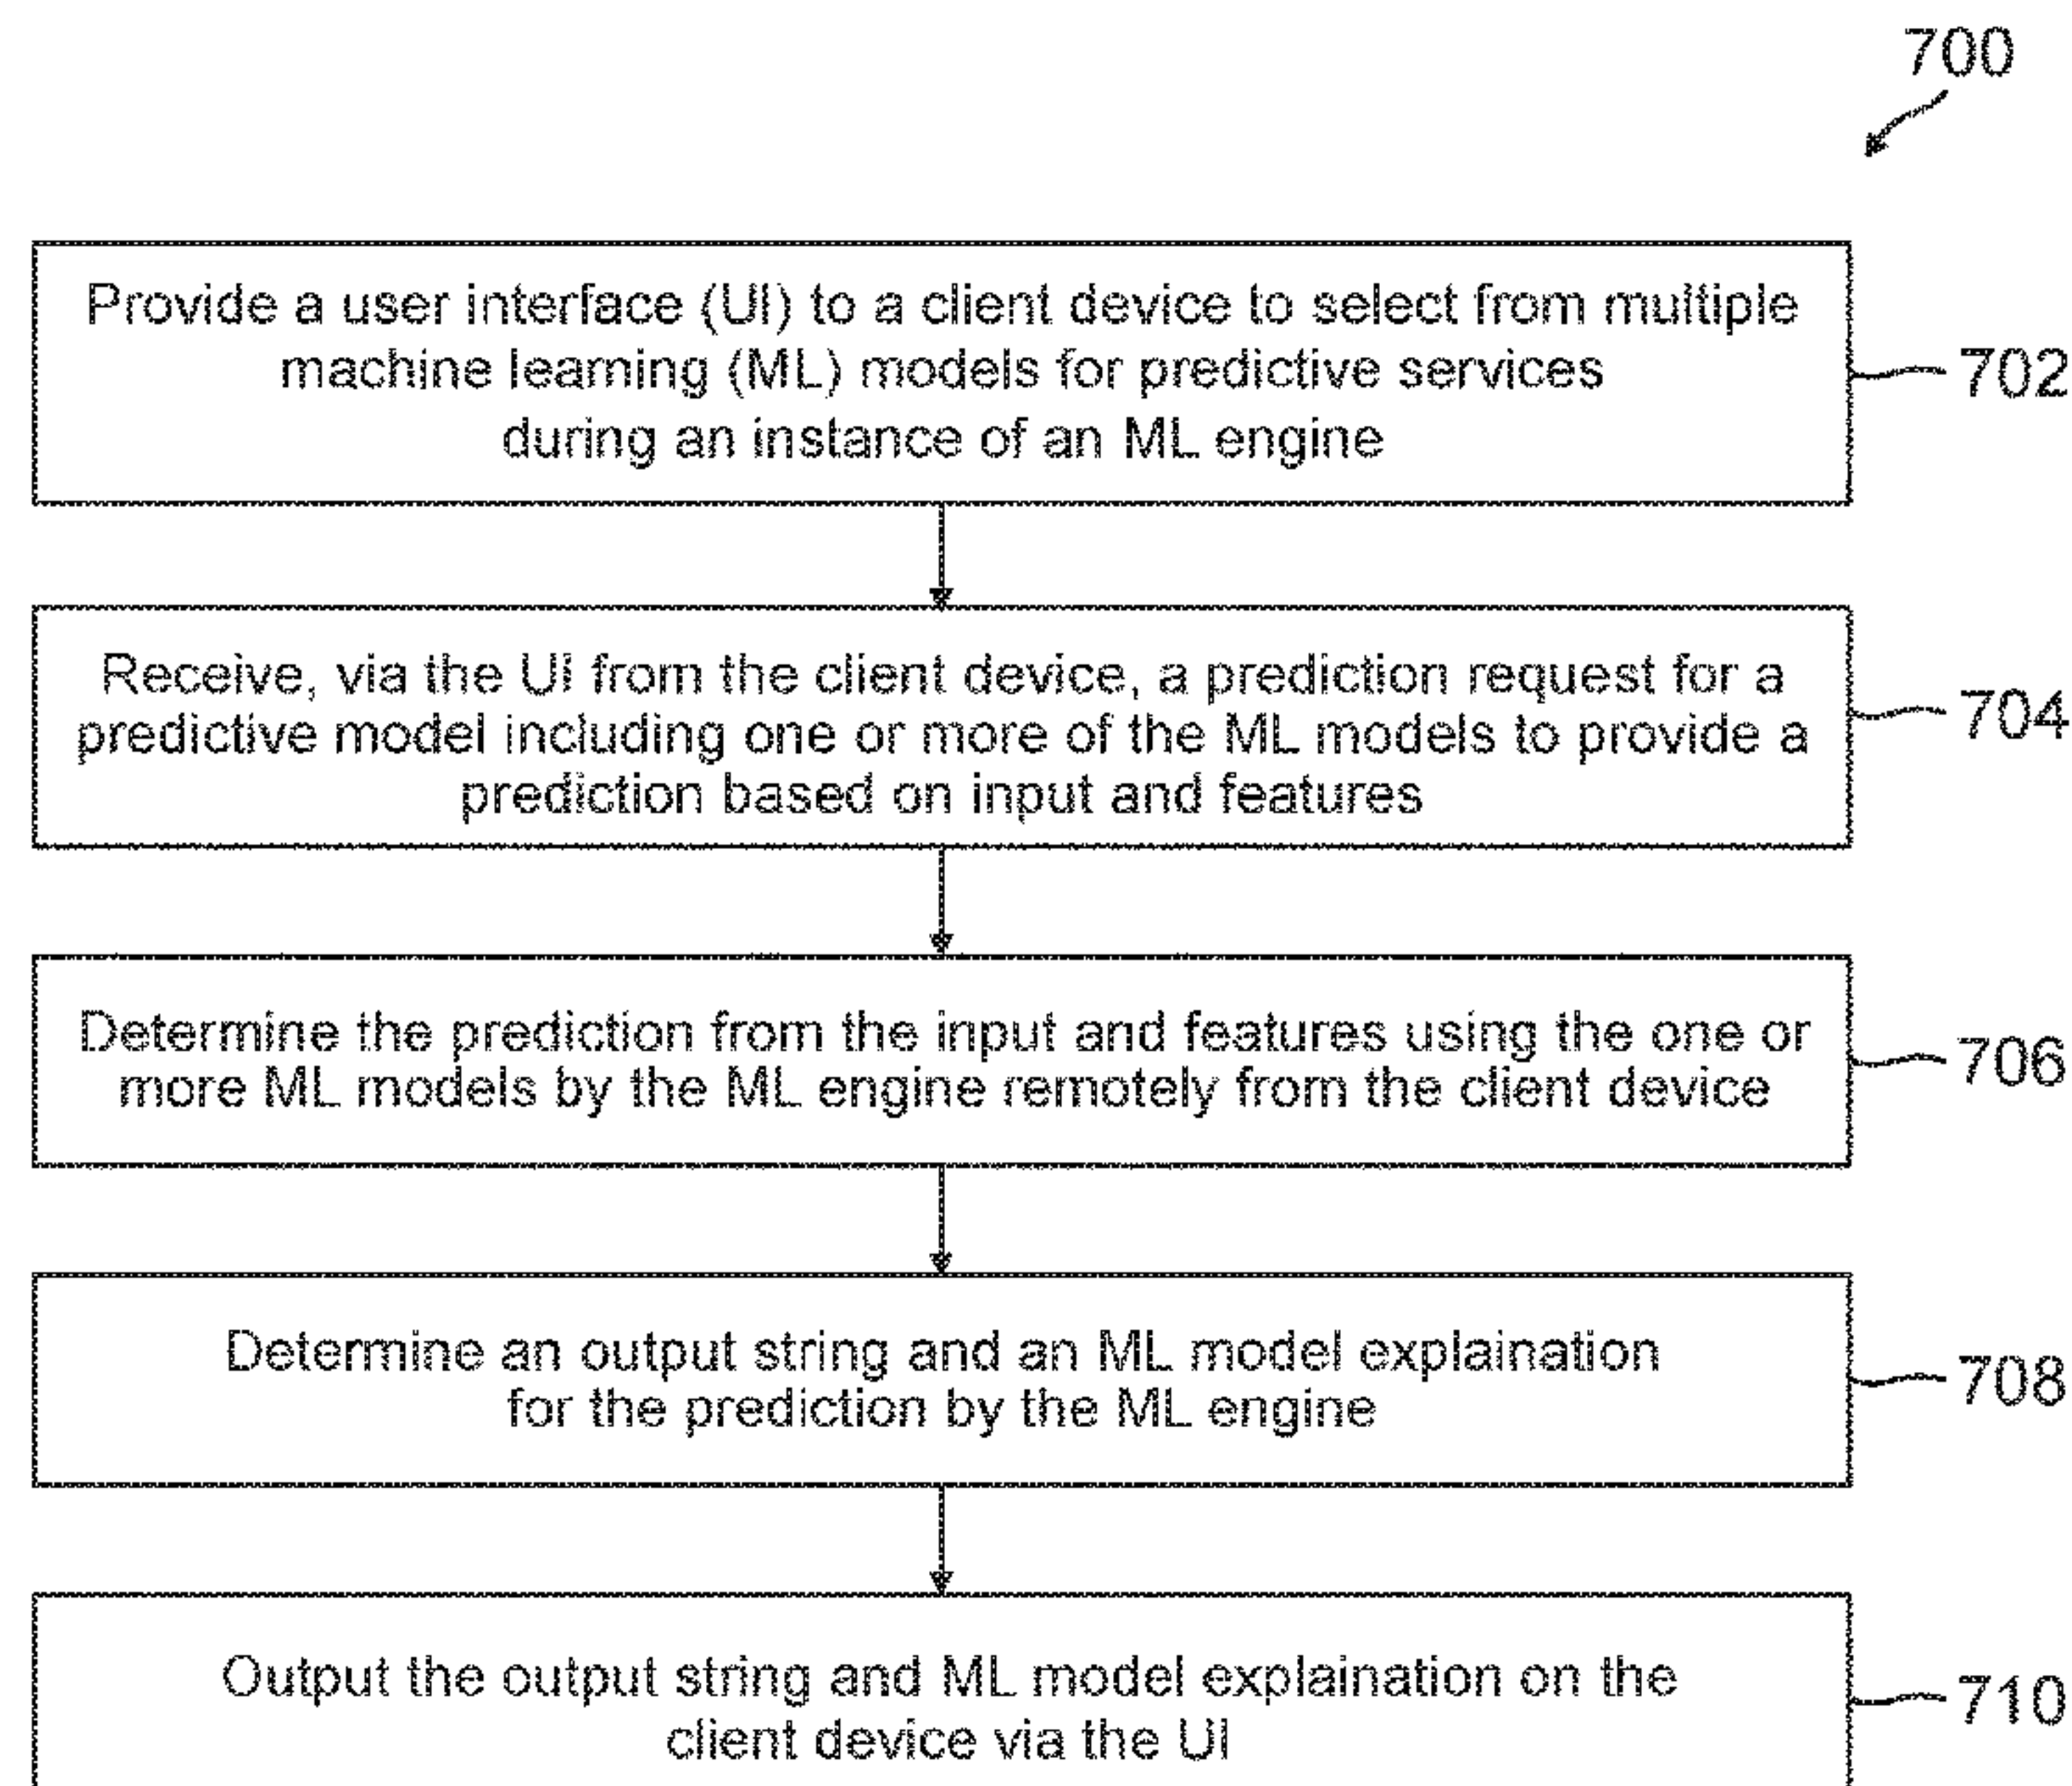 700
Provide a user interface (UI) to a client device to select from multiple
machine learning (ML) models for predictive services
during an instance of an ML engine
702
Receive, via the UI from the client device, a prediction request for a
predictive model including one or more of the ML models to provide a
prediction based on input and features
704
Determine the prediction from the input and features using the one or
more ML models by the ML engine remotely from the client device
706
Determine an output string and an ML model explaination
for the prediction by the ML engine
708
Output the output string and ML model explaination on the
client device via the UI
710